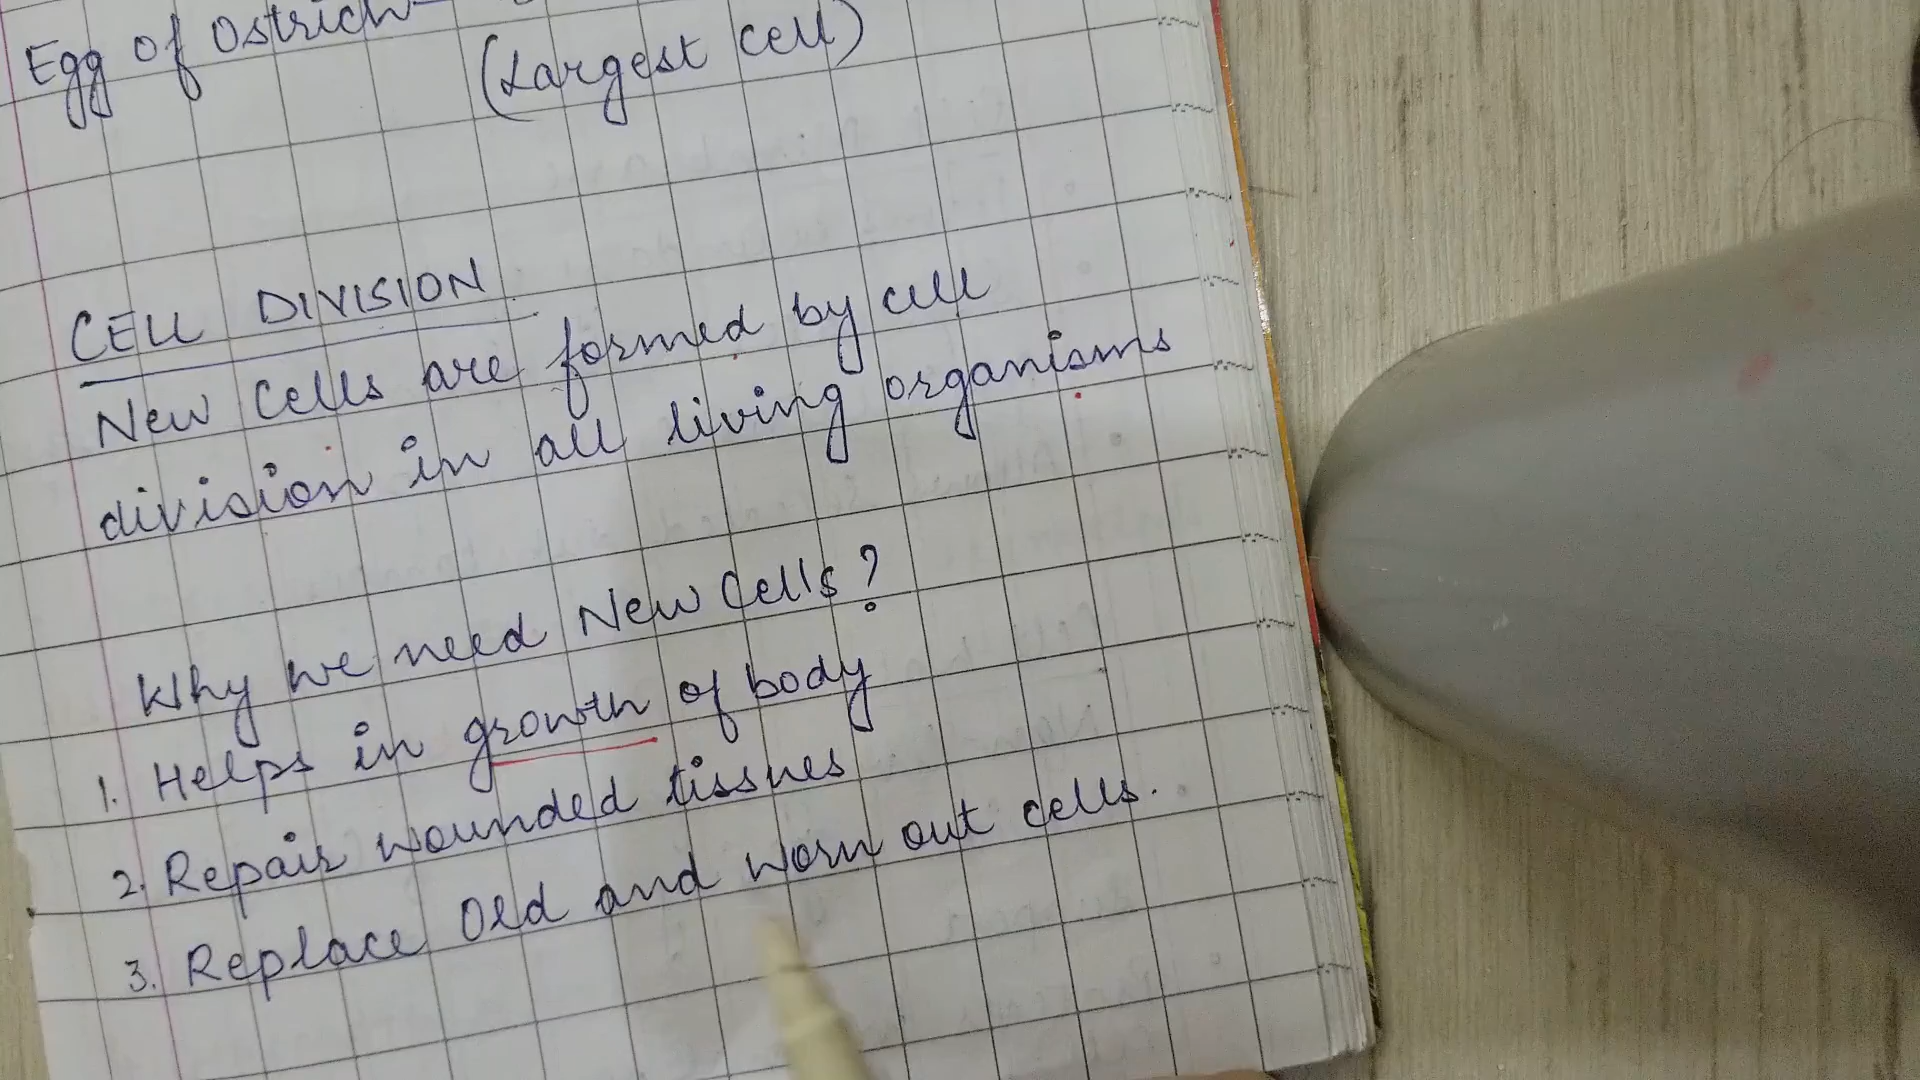 Egg of Ostrich
(Largest Cell)
CELL DIVISION
New Cells are formed by cell
division in all living organisms
Why we need New Cells?
1. Helps in growth of body
2. Repair wounded tissues
3. Replace Old and worn out cells.